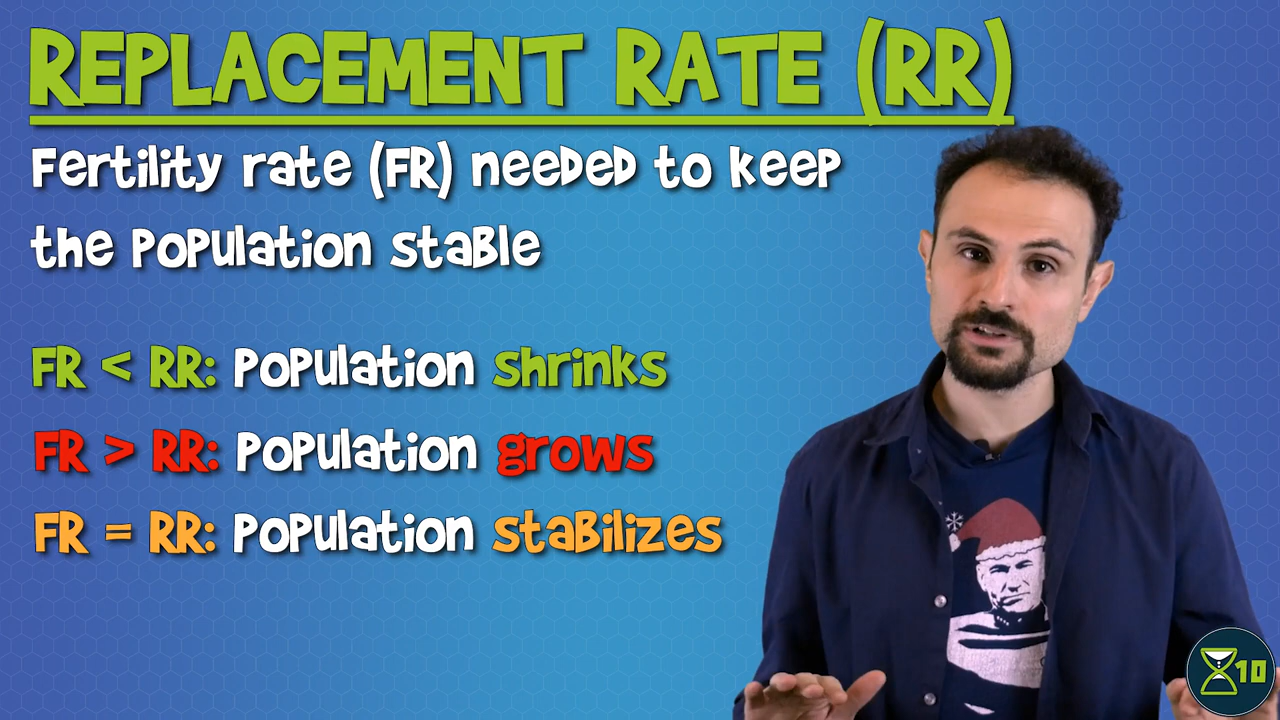 REPLACEMENT RATE (RR)
Fertility rate (FR) needed to keep
the population stable
FR < RR: Population shrinks
FR > RR: Population grows
FR = RR: Population stabilizes
10